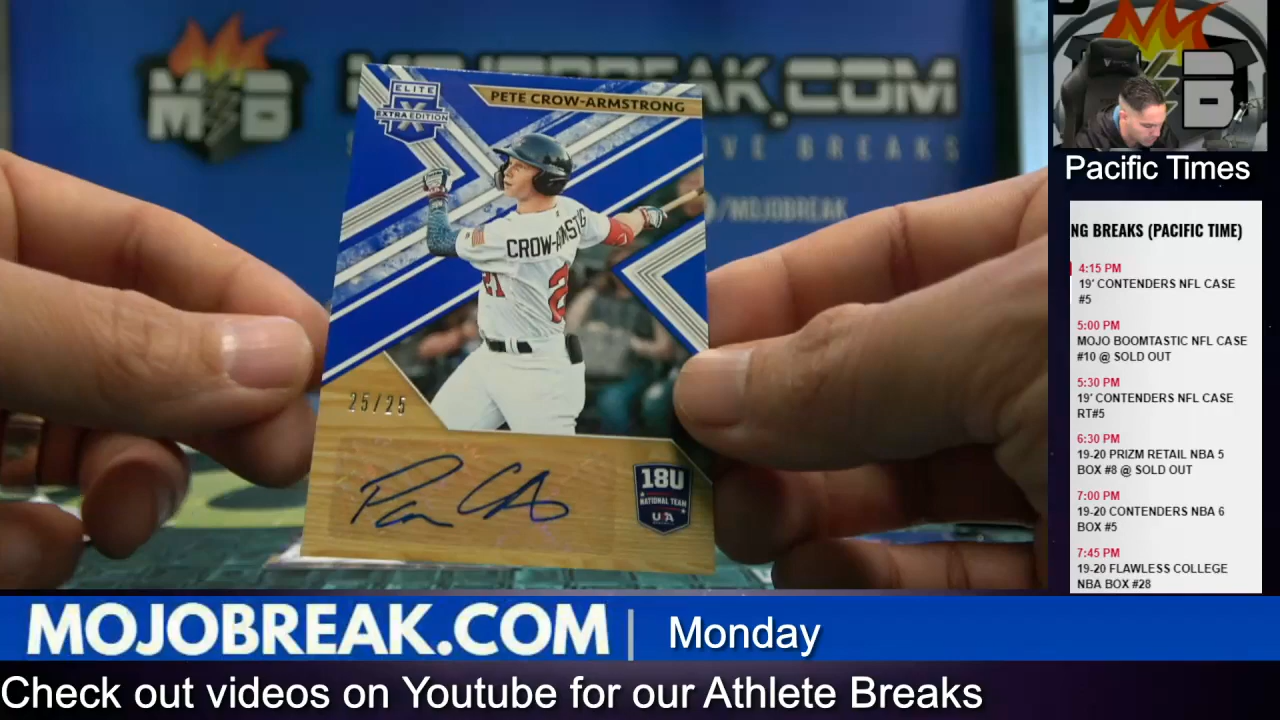 MB
MOJOBREAK.COM
VE BREAKS
/MOJOBREAK
ELITE
X
EXTRA EDITION
PETE CROW-ARMSTRONG
21
25/25
18U
NATIONAL TEAM
USA
B
Pacific Times
NG BREAKS (PACIFIC TIME)
4:15 PM
19' CONTENDERS NFL CASE
#5
5:00 PM
MOJO BOOMTASTIC NFL CASE
#10 @ SOLD OUT
5:30 PM
19' CONTENDERS NFL CASE
RT#5
6:30 PM
19-20 PRIZM RETAIL NBA 5
BOX #8 @ SOLD OUT
7:00 PM
19-20 CONTENDERS NBA 6
BOX #5
7:45 PM
19-20 FLAWLESS COLLEGE
NBA BOX #28
MOJOBREAK.COM | Monday
Check out videos on Youtube for our Athlete Breaks